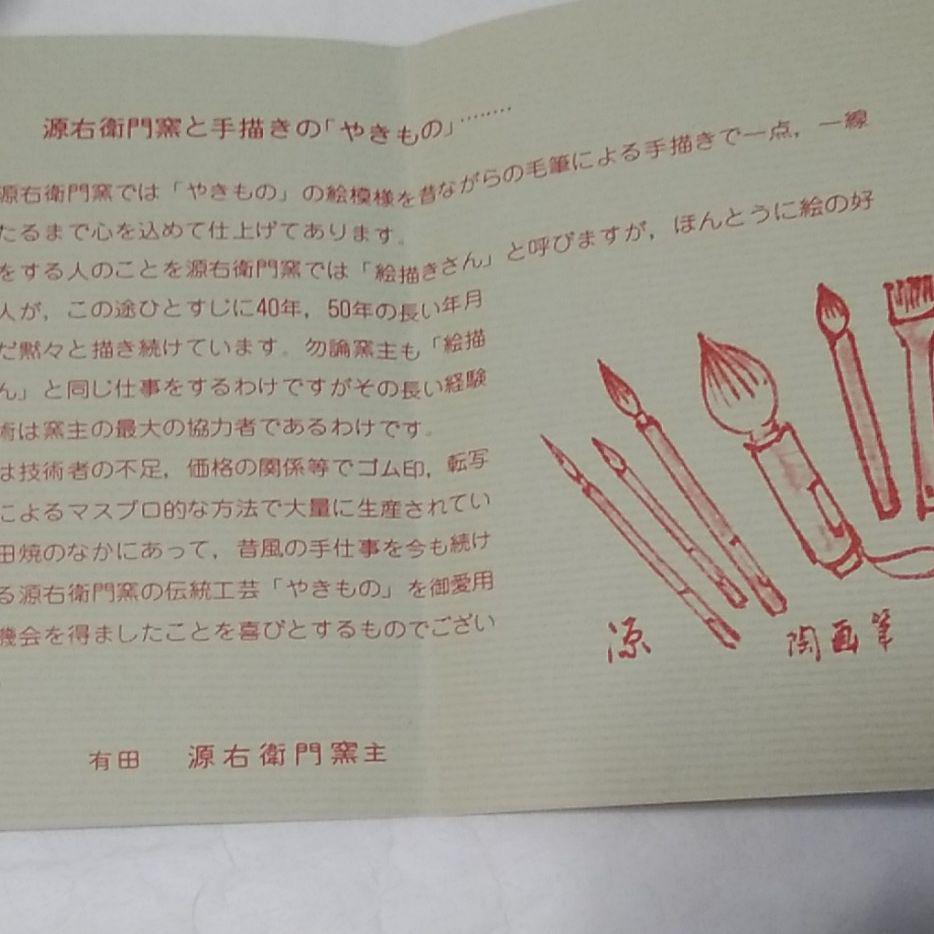 源右衛門窯と手描きの「やきもの」………
源右衛門窯では「やきもの」の絵模様を昔ながらの毛筆による手描きで一点，一線
たるまで心を込めて仕上げてあります。
をする人のことを源右衛門窯では「絵描きさん」と呼びますが，ほんとうに絵の好
人が，この途ひとすじに40年，50年の長い年月
だ黙々と描き続けています。勿論窯主も「絵描
ん」と同じ仕事をするわけですがその長い経験
術は窯主の最大の協力者であるわけです。
は技術者の不足，価格の関係等でゴム印，転写
によるマスプロ的な方法で大量に生産されてい
田焼のなかにあって，昔風の手仕事を今も続け
る源右衛門窯の伝統工芸「やきもの」を御愛用
機会を得ましたことを喜びとするものでござい
有田　源右衛門窯主
源
陶画筆